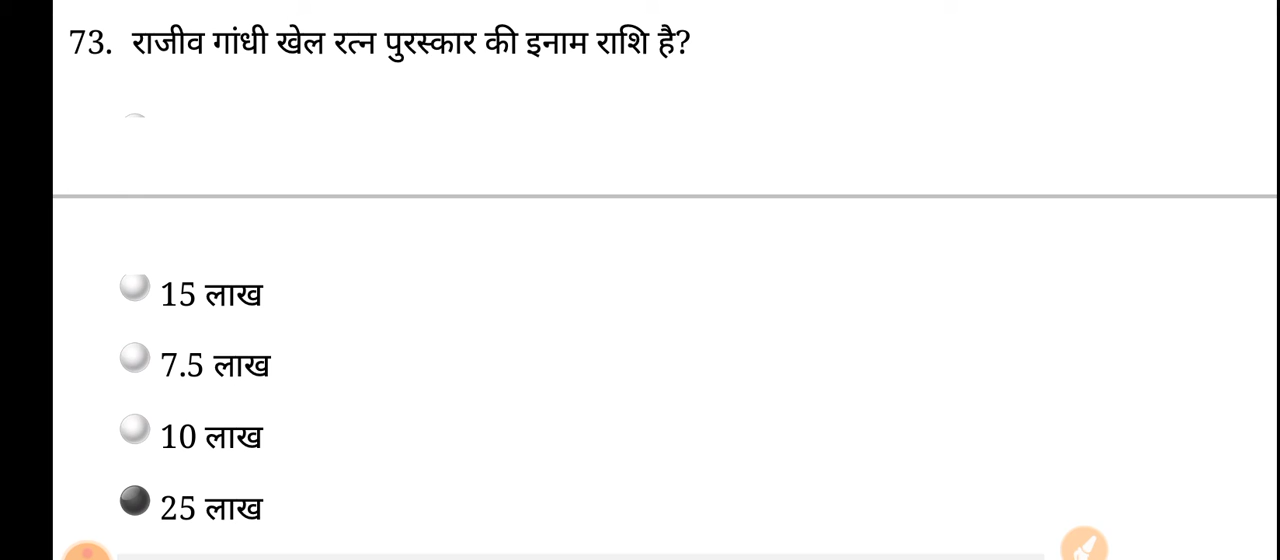 73. राजीव गांधी खेल रत्न पुरस्कार की इनाम राशि है?
15 लाख
7.5 लाख
10 लाख
25 लाख